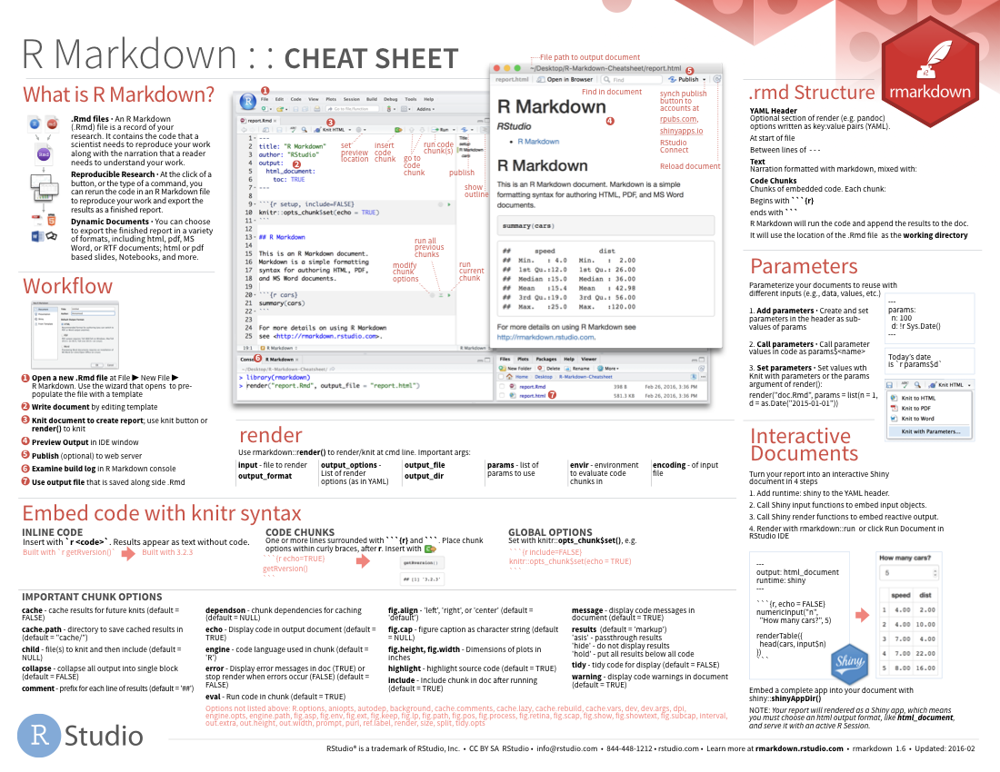 R Markdown : : CHEAT SHEET
rmarkdown
What is R Markdown?
.Rmd files · An R Markdown
(.Rmd) file is a record of your
research. It contains the code that a
scientist needs to reproduce your work
along with the narration that a reader
needs to understand your work.
Reproducible Research · At the click of a
button, or the type of a command, you
can rerun the code in an R Markdown file
to reproduce your work and export the
results as a finished report.
Dynamic Documents · You can choose
to export the finished report in a variety
of formats, including html, pdf, MS
Word, or RTF documents; html or pdf
based slides, Notebooks, and more.
Workflow
1 Open a new .Rmd file at File ▶ New File ▶
R Markdown. Use the wizard that opens to pre-
populate the file with a template
2 Write document by editing template
3 Knit document to create report; use knit button or
render() to knit
4 Preview Output in IDE window
5 Publish (optional) to web server
6 Examine build log in R Markdown console
7 Use output file that is saved along side .Rmd
1
File Edit Code View Plots Session Build Debug Tools Help
Go to file/function
Addins
report.Rmd
3
Knit HTML
Run
1 ---
2 title: "R Markdown"
3 author: "RStudio"
4 output: 2
5 html_document:
6 toc: TRUE
7 ---
8
9 ```{r setup, include=FALSE}
10 knitr::opts_chunk$set(echo = TRUE)
11 ```
12
13 ## R Markdown
14
15 This is an R Markdown document.
16 Markdown is a simple formatting
17 syntax for authoring HTML, PDF,
18 and MS Word documents.
19
20 ```{r cars}
21 summary(cars)
22 ```
23
24 For more details on using R Markdown
25 see <http://rmarkdown.rstudio.com>.
19:1
R Markdown
set
preview
location
insert
code
chunk
go to
code
chunk
run code
chunk(s)
publish
show
outline
Title:
setup
R Markdown
cars
run all
previous
chunks
modify
chunk
options
run
current
chunk
Console 6 R Markdown
~/Desktop/R-Markdown-Cheatsheet/
> library(rmarkdown)
> render("report.Rmd", output_file = "report.html")
Files Plots Packages Help Viewer
New Folder Delete Rename More
Home Desktop R-Markdown-Cheatsheet
report.Rmd 398 B Feb 26, 2016, 3:36 PM
report.html 7 581.3 KB Feb 26, 2016, 3:36 PM
File path to output document
~/Desktop/R-Markdown-Cheatsheet/report.html
5
report.html Open in Browser Find Publish
Find in document
synch publish
button to
accounts at
rpubs.com,
shinyapps.io
RStudio
Connect
Reload document
R Markdown
4
RStudio
• R Markdown
R Markdown
This is an R Markdown document. Markdown is a simple
formatting syntax for authoring HTML, PDF, and MS Word
documents.
summary(cars)
## speed dist
## Min. : 4.0 Min. : 2.00
## 1st Qu.:12.0 1st Qu.: 26.00
## Median :15.0 Median : 36.00
## Mean :15.4 Mean : 42.98
## 3rd Qu.:19.0 3rd Qu.: 56.00
## Max. :25.0 Max. :120.00
For more details on using R Markdown see
http://rmarkdown.rstudio.com.
render
Use rmarkdown::render() to render/knit at cmd line. Important args:
input - file to render
output_format
output_options -
List of render
options (as in YAML)
output_file
output_dir
params - list of
params to use
envir - environment
to evaluate code
chunks in
encoding - of input
file
Embed code with knitr syntax
INLINE CODE
Insert with `r <code>`. Results appear as text without code.
Built with `r getRversion()` Built with 3.2.3
CODE CHUNKS
One or more lines surrounded with ```{r} and ```. Place chunk
options within curly braces, after r. Insert with
```{r echo=TRUE}
getRversion()
```
getRversion()
## [1] '3.2.3'
GLOBAL OPTIONS
Set with knitr::opts_chunk$set(), e.g.
```{r include=FALSE}
knitr::opts_chunk$set(echo = TRUE)
```
IMPORTANT CHUNK OPTIONS
cache - cache results for future knits (default =
FALSE)
cache.path - directory to save cached results in
(default = "cache/")
child - file(s) to knit and then include (default =
NULL)
collapse - collapse all output into single block
(default = FALSE)
comment - prefix for each line of results (default = '##')
dependson - chunk dependencies for caching
(default = NULL)
echo - Display code in output document (default =
TRUE)
engine - code language used in chunk (default =
'R')
error - Display error messages in doc (TRUE) or
stop render when errors occur (FALSE) (default =
FALSE)
eval - Run code in chunk (default = TRUE)
fig.align - 'left', 'right', or 'center' (default =
'default')
fig.cap - figure caption as character string (default
= NULL)
fig.height, fig.width - Dimensions of plots in
inches
highlight - highlight source code (default = TRUE)
include - Include chunk in doc after running
(default = TRUE)
message - display code messages in
document (default = TRUE)
results (default = 'markup')
'asis' - passthrough results
'hide' - do not display results
'hold' - put all results below all code
tidy - tidy code for display (default = FALSE)
warning - display code warnings in document
(default = TRUE)
Options not listed above: R.options, aniopts, autodep, background, cache.comments, cache.lazy, cache.rebuild, cache.vars, dev, dev.args, dpi,
engine.opts, engine.path, fig.asp, fig.env, fig.ext, fig.keep, fig.lp, fig.path, fig.pos, fig.process, fig.retina, fig.scap, fig.show, fig.showtext, fig.subcap, interval,
out.extra, out.height, out.width, prompt, purl, ref.label, render, size, split, tidy.opts
.rmd Structure
YAML Header
Optional section of render (e.g. pandoc)
options written as key:value pairs (YAML).
At start of file
Between lines of - - -
Text
Narration formatted with markdown, mixed with:
Code Chunks
Chunks of embedded code. Each chunk:
Begins with ```{r}
ends with ```
R Markdown will run the code and append the results to the doc.
It will use the location of the .Rmd file as the working directory
Parameters
Parameterize your documents to reuse with
different inputs (e.g., data, values, etc.)
1. Add parameters · Create and set
parameters in the header as sub-
values of params
---
params:
n: 100
d: !r Sys.Date()
---
2. Call parameters · Call parameter
values in code as params$<name>
Today's date
is `r params$d`
3. Set parameters · Set values wth
Knit with parameters or the params
argument of render():
render("doc.Rmd", params = list(n = 1,
d = as.Date("2015-01-01"))
Knit HTML
Knit to HTML
Knit to PDF
Knit to Word
Knit with Parameters...
Interactive
Documents
Turn your report into an interactive Shiny
document in 4 steps
1. Add runtime: shiny to the YAML header.
2. Call Shiny input functions to embed input objects.
3. Call Shiny render functions to embed reactive output.
4. Render with rmarkdown::run or click Run Document in
RStudio IDE
---
output: html_document
runtime: shiny
---
```{r, echo = FALSE}
numericInput("n",
"How many cars?", 5)
renderTable({
head(cars, input$n)
})
```
Shiny
How many cars?
5
speed dist
1 4.00 2.00
2 4.00 10.00
3 7.00 4.00
4 7.00 22.00
5 8.00 16.00
Embed a complete app into your document with
shiny::shinyAppDir()
NOTE: Your report will rendered as a Shiny app, which means
you must choose an html output format, like html_document,
and serve it with an active R Session.
R Studio
RStudio® is a trademark of RStudio, Inc. • CC BY SA RStudio • info@rstudio.com • 844-448-1212 • rstudio.com • Learn more at rmarkdown.rstudio.com • rmarkdown 1.6 • Updated: 2016-02